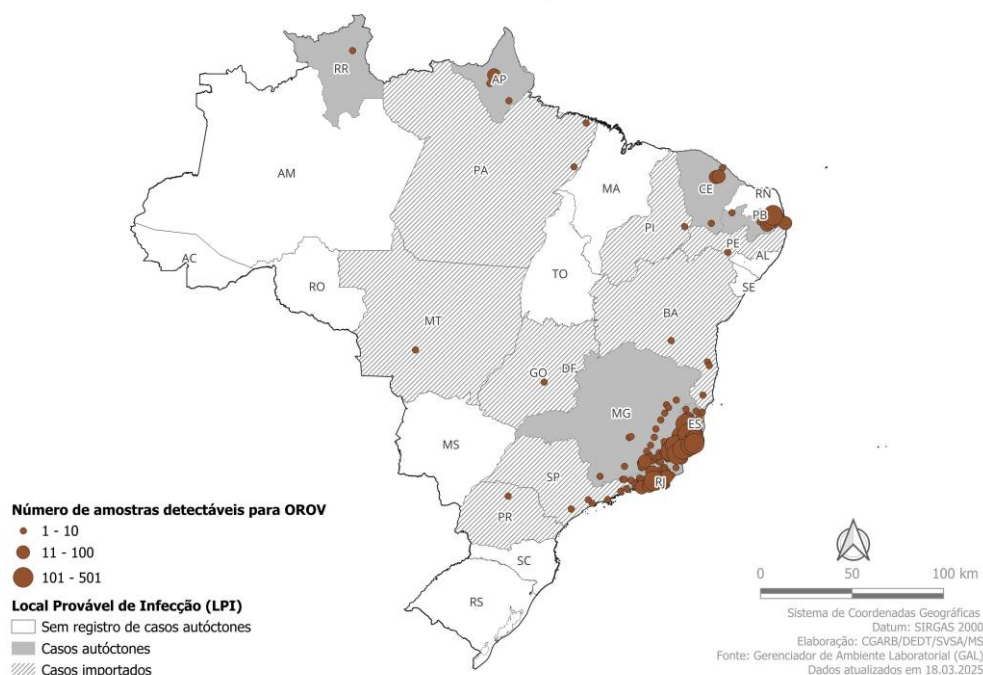 RR
AP
AM
PA
MA
CE
RN
PB
PI
PE
AL
SE
AC
RO
TO
BA
MT
GO
DF
MG
ES
MS
SP
RJ
PR
SC
RS
Número de amostras detectáveis para OROV
1 - 10
11 - 100
101 - 501
Local Provável de Infecção (LPI)
Sem registro de casos autóctones
Casos autóctones
Casos importados
0 50 100 km
Sistema de Coordenadas Geográficas
Datum: SIRGAS 2000
Elaboração: CGARB/DEDT/SVSA/MS
Fonte: Gerenciador de Ambiente Laboratorial (GAL)
Dados atualizados em 18.03.2025